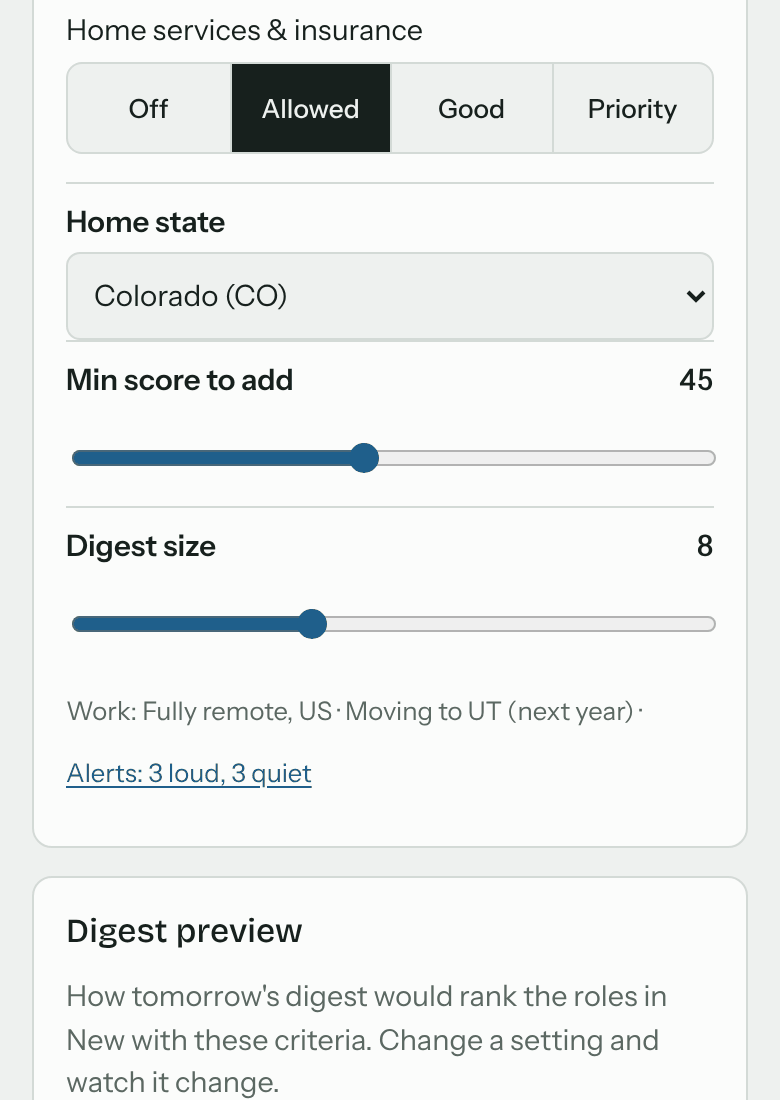 Home services & insurance
Off Allowed Good Priority
Home state
Colorado (CO)
Min score to add 45
Digest size 8
Work: Fully remote, US · Moving to UT (next year) ·
Alerts: 3 loud, 3 quiet
Digest preview
How tomorrow's digest would rank the roles in
New with these criteria. Change a setting and
watch it change.